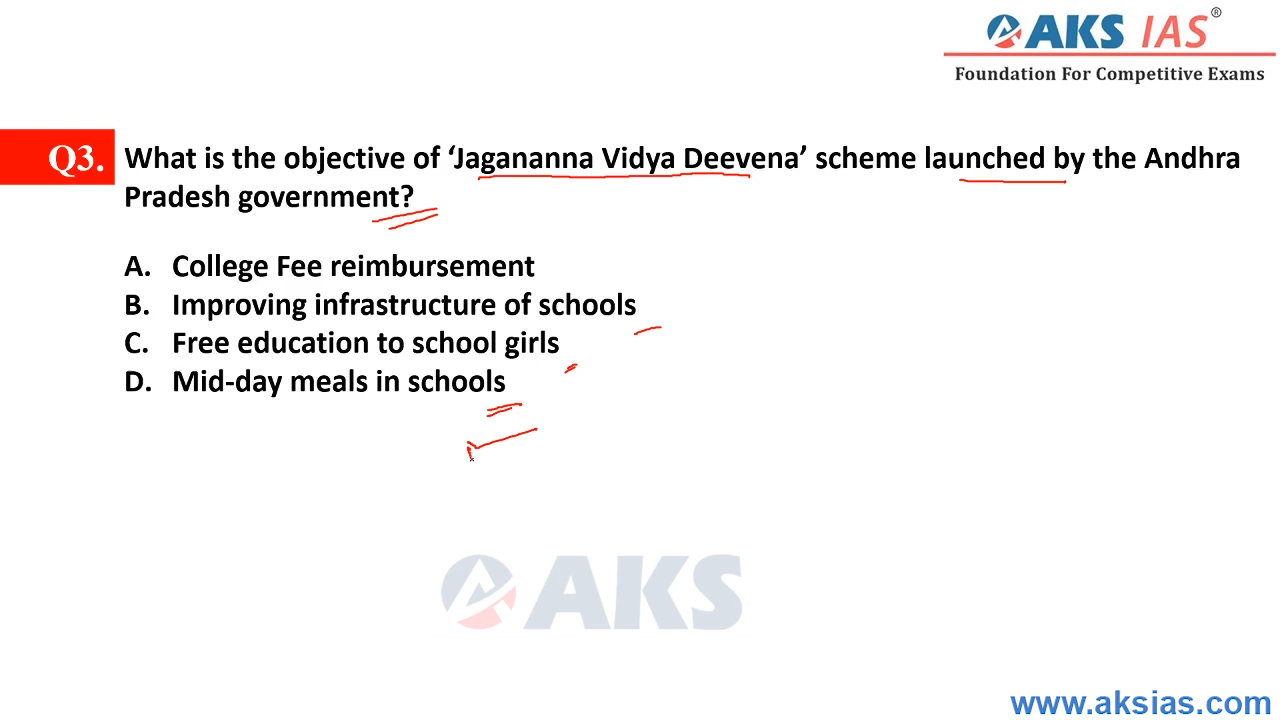 AKS IAS®
Foundation For Competitive Exams
Q3. What is the objective of ‘Jagananna Vidya Deevena’ scheme launched by the Andhra
Pradesh government?
A. College Fee reimbursement
B. Improving infrastructure of schools
C. Free education to school girls
D. Mid-day meals in schools
AKS
www.aksias.com